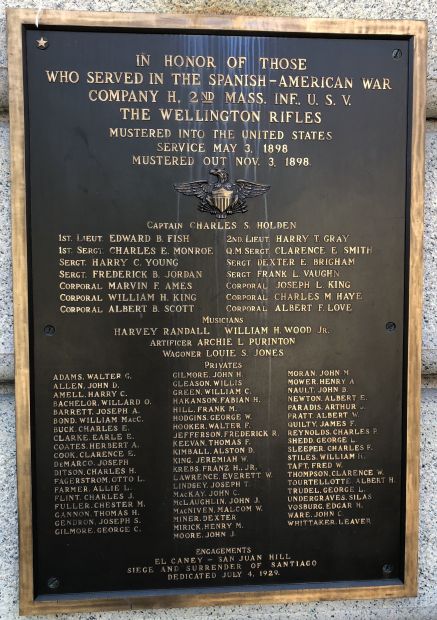 IN HONOR OF THOSE
WHO SERVED IN THE SPANISH-AMERICAN WAR
COMPANY H, 2ND MASS. INF., U. S. V.
THE WELLINGTON RIFLES
MUSTERED INTO THE UNITED STATES
SERVICE MAY 3, 1898
MUSTERED OUT NOV. 3, 1898.
CAPTAIN CHARLES S. HOLDEN
1ST. LIEUT. EDWARD B. FISH
1ST. SERGT. CHARLES E. MONROE
SERGT. HARRY C. YOUNG
SERGT. FREDERICK B. JORDAN
CORPORAL MARVIN F. AMES
CORPORAL WILLIAM H. KING
CORPORAL ALBERT B. SCOTT
2ND. LIEUT. HARRY T. GRAY
Q.M. SERGT. CLARENCE E. SMITH
SERGT. DEXTER E. BRIGHAM
SERGT. FRANK L. VAUGHN
CORPORAL JOSEPH L. KING
CORPORAL CHARLES M. HAYE
CORPORAL ALBERT F. LOVE
MUSICIANS
HARVEY RANDALL WILLIAM H. WOOD JR.
ARTIFICER ARCHIE L. PURINTON
WAGONER LOUIE S. JONES
PRIVATES
ADAMS, WALTER G.
ALLEN, JOHN D.
AMELL, HARRY C.
BACHELOR, WILLARD O.
BARRETT, JOSEPH A.
BOND, WILLIAM MACC.
BUCK, CHARLES E.
CLARKE, EARLE E.
COATES, HERBERT A.
COOK, CLARENCE E.
DEMARCO, JOSEPH
DITSON, CHARLES H.
FAGERSTROM, OTTO L.
FARMER, ALLIE L.
FLINT, CHARLES J.
FULLER, CHESTER M.
GANNON, THOMAS H.
GENDRON, JOSEPH S.
GILMORE, GEORGE C.
GILMORE, JOHN H.
GLEASON, WILLIS
GREEN, WILLIAM C.
HAKANSON, FABIAN H.
HILL, FRANK M.
HODGINS, GEORGE W.
HOOKER, WALTER F.
JEFFERSON, FREDERICK R.
KEEVAN, THOMAS F.
KIMBALL, ALSTON D.
KING, JEREMIAH W.
KREBS, FRANZ H., JR.
LAWRENCE, EVERETT W.
LINDSEY, JOSEPH T.
MACKAY, JOHN C.
MCLAUGHLIN, JOHN J.
MACNIVEN, MALCOM W.
MINER, DEXTER
MIRICK, HENRY M.
MOORE, JOHN J.
MORAN, JOHN M.
MOWER, HENRY A.
NAULT, JOHN B.
NEWTON, ALBERT E.
PARADIS, ARTHUR J.
PRATT, ALBERT W.
QUILTY, JAMES F.
REYNOLDS, CHARLES P.
SHEDD, GEORGE L.
SLEEPER, CHARLES F.
STILES, WILLIAM H.
TAFT, FRED W.
THOMPSON, CLARENCE W.
TOURTELLOTTE, ALBERT H.
TRUDEL, GEORGE L.
UNDERGRAVES, SILAS
VOSBURG, EDGAR H.
WARE, JOHN C.
WHITTAKER, LEAVER
ENGAGEMENTS
EL CANEY - SAN JUAN HILL
SIEGE AND SURRENDER OF SANTIAGO
DEDICATED JULY 4, 1929.